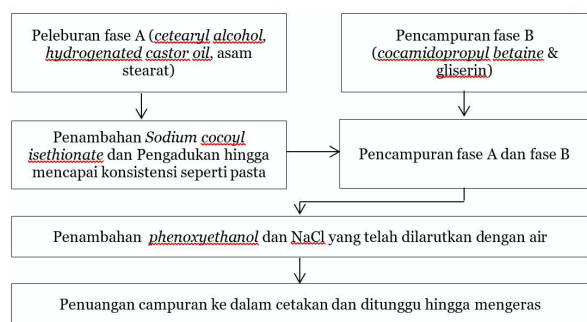 Peleburan fase A (cetearyl alcohol,
hydrogenated castor oil, asam
stearat)
Pencampuran fase B
(cocamidopropyl betaine &
gliserin)
Penambahan Sodium cocoyl
isethionate dan Pengadukan hingga
mencapai konsistensi seperti pasta
Pencampuran fase A dan fase B
Penambahan phenoxyethanol dan NaCl yang telah dilarutkan dengan air
Penuangan campuran ke dalam cetakan dan ditunggu hingga mengeras